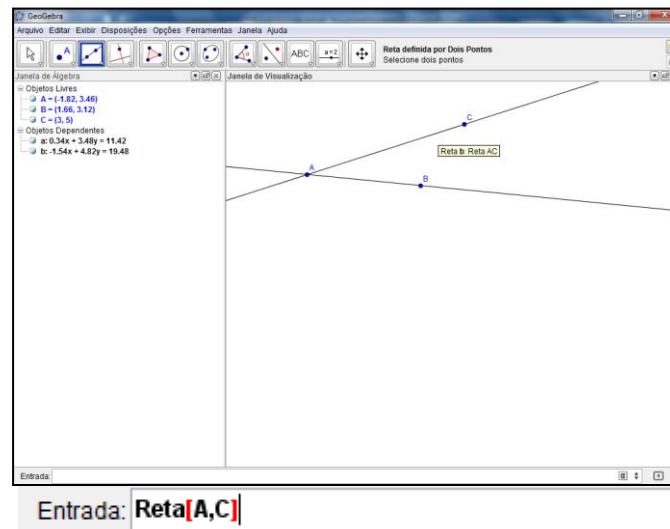 GeoGebra
Arquivo Editar Exibir Disposições Opções Ferramentas Janela Ajuda
A
ABC
a=2
Reta definida por Dois Pontos
Selecione dois pontos
Janela de Álgebra
Janela de Visualização
Objetos Livres
A = (-1.82, 3.46)
B = (1.66, 3.12)
C = (3, 5)
Objetos Dependentes
a: 0.34x + 3.48y = 11.42
b: -1.54x + 4.82y = 19.48
C
Reta b: Reta AC
A
B
Entrada:
α
Entrada: Reta[A,C]